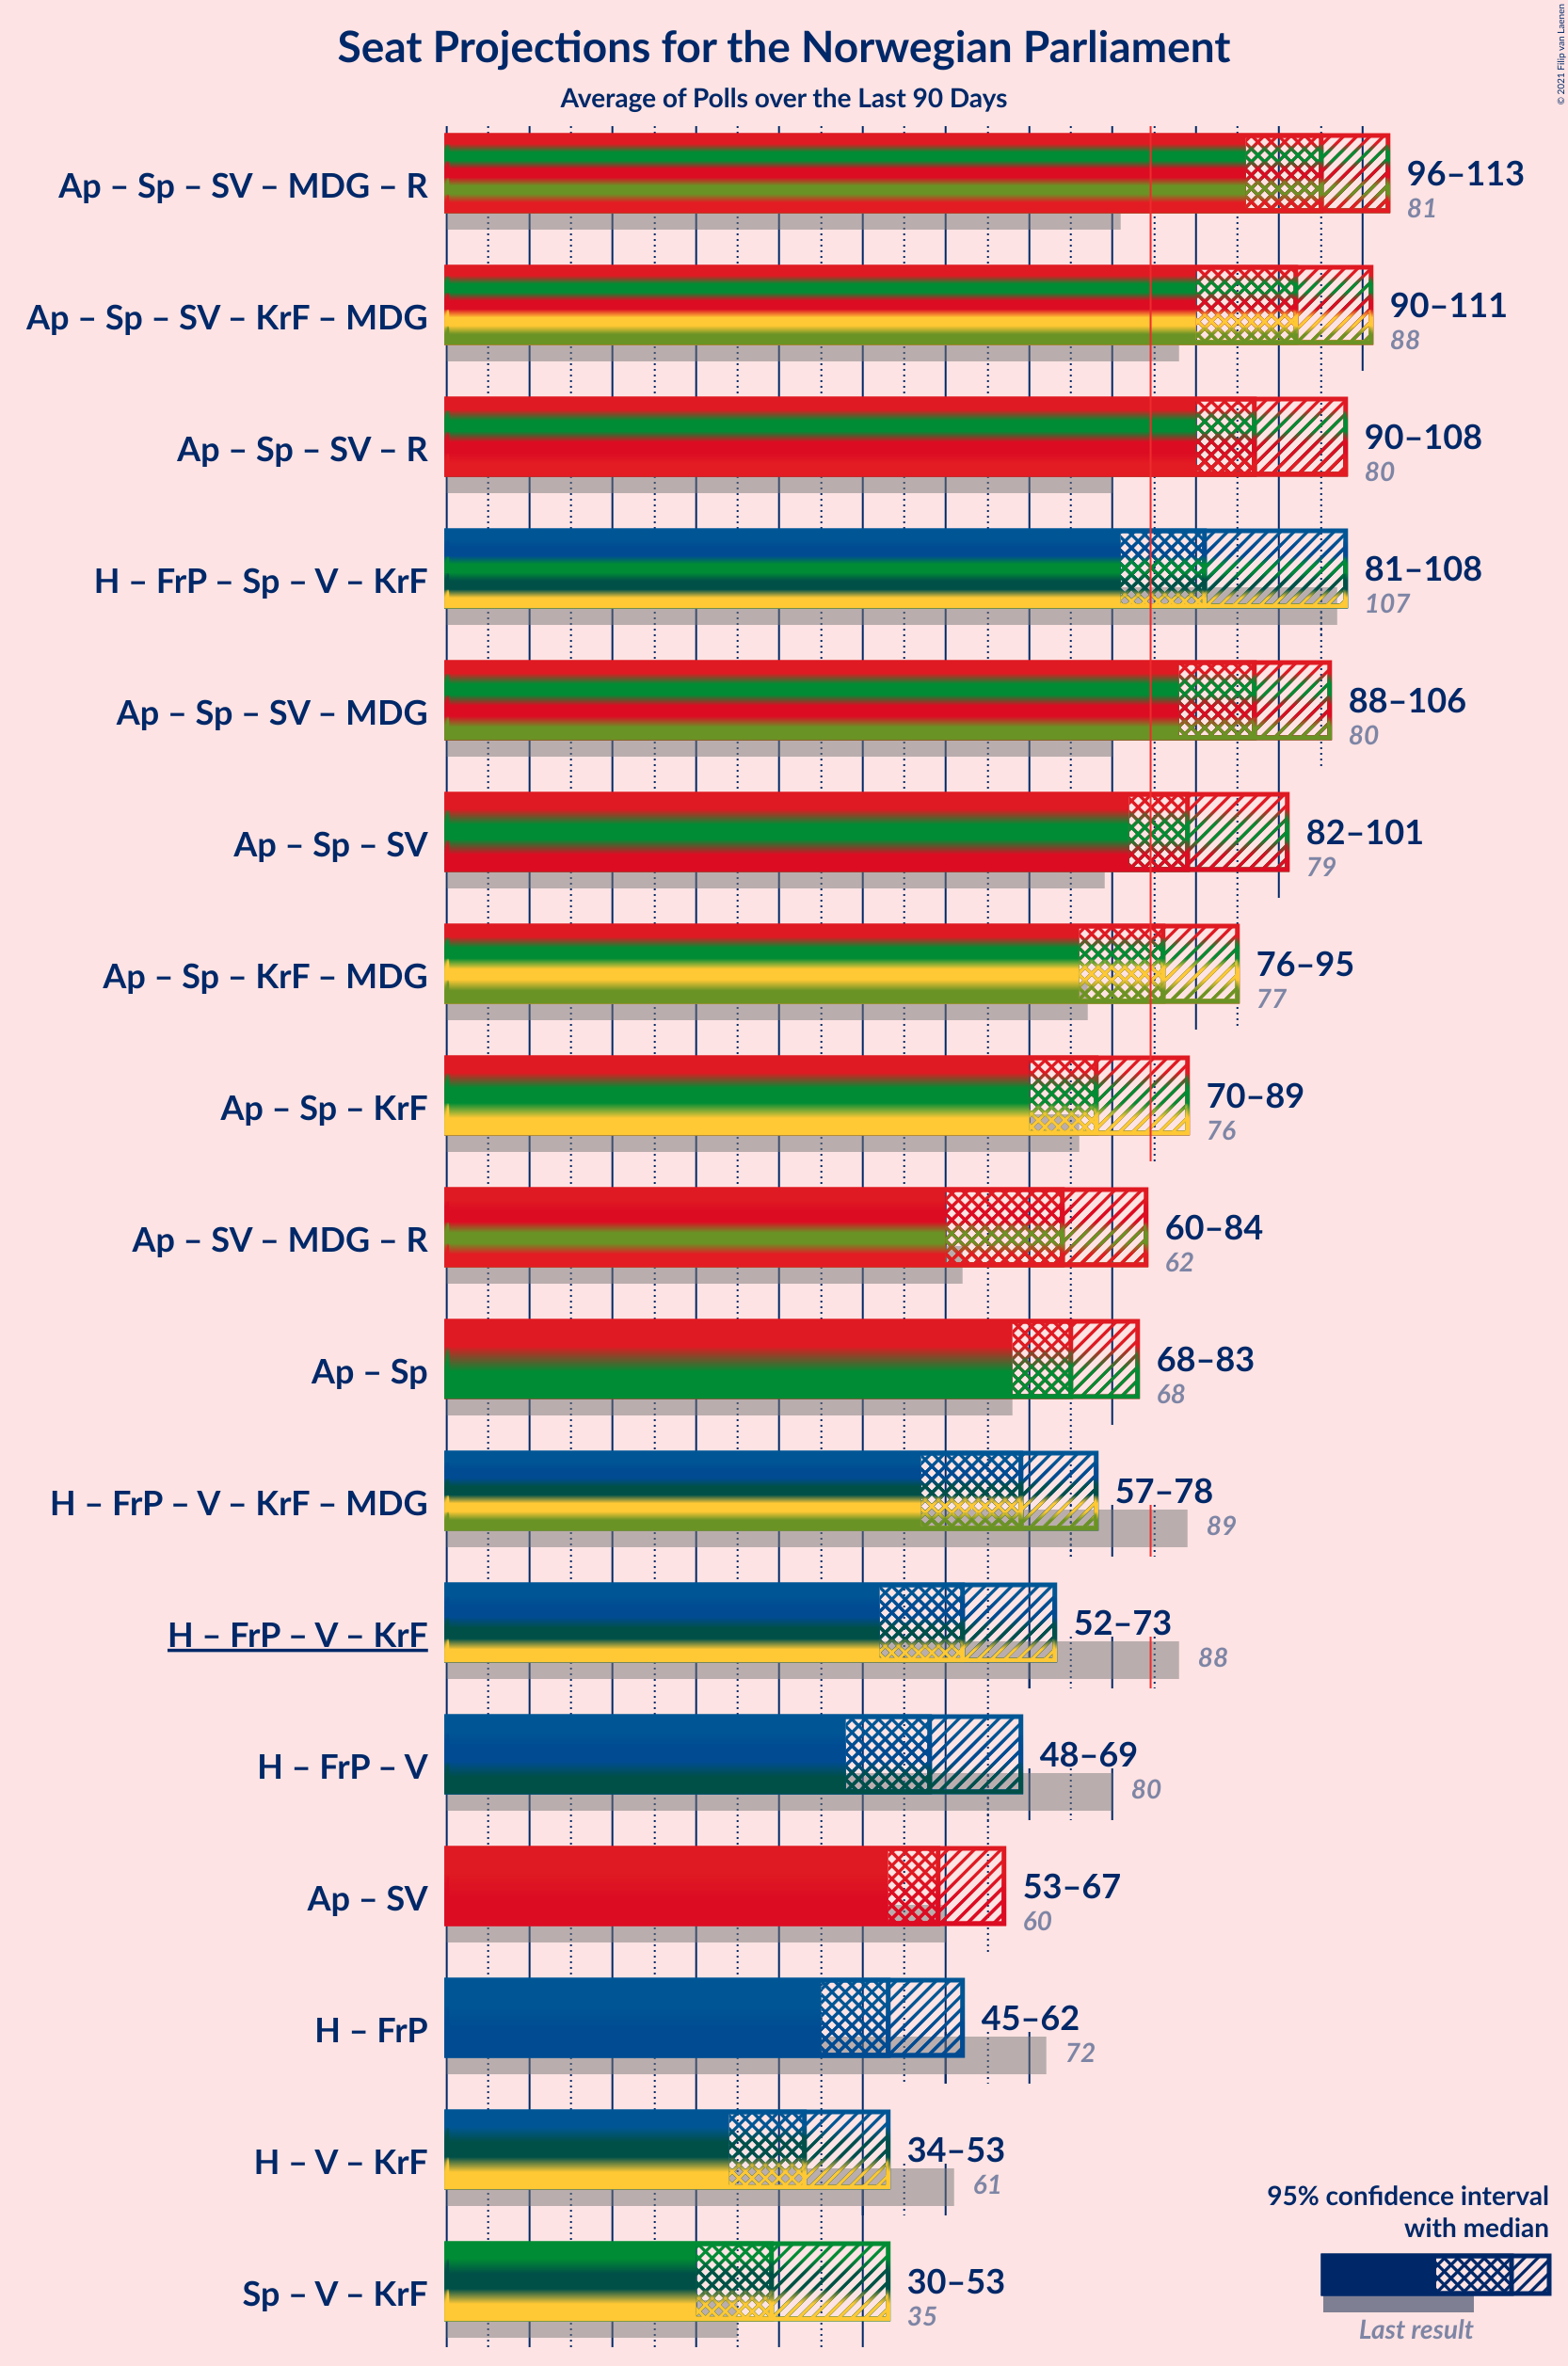 Seat Projections for the Norwegian Parliament
Average of Polls over the Last 90 Days
© 2021 Filip van Laenen
Ap – Sp – SV – MDG – R
96–113
81
Ap – Sp – SV – KrF – MDG
90–111
88
Ap – Sp – SV – R
90–108
80
H – FrP – Sp – V – KrF
81–108
107
Ap – Sp – SV – MDG
88–106
80
Ap – Sp – SV
82–101
79
Ap – Sp – KrF – MDG
76–95
77
Ap – Sp – KrF
70–89
76
Ap – SV – MDG – R
60–84
62
Ap – Sp
68–83
68
H – FrP – V – KrF – MDG
57–78
89
H – FrP – V – KrF
52–73
88
H – FrP – V
48–69
80
Ap – SV
53–67
60
H – FrP
45–62
72
H – V – KrF
34–53
61
Sp – V – KrF
30–53
35
95% confidence interval
with median
Last result